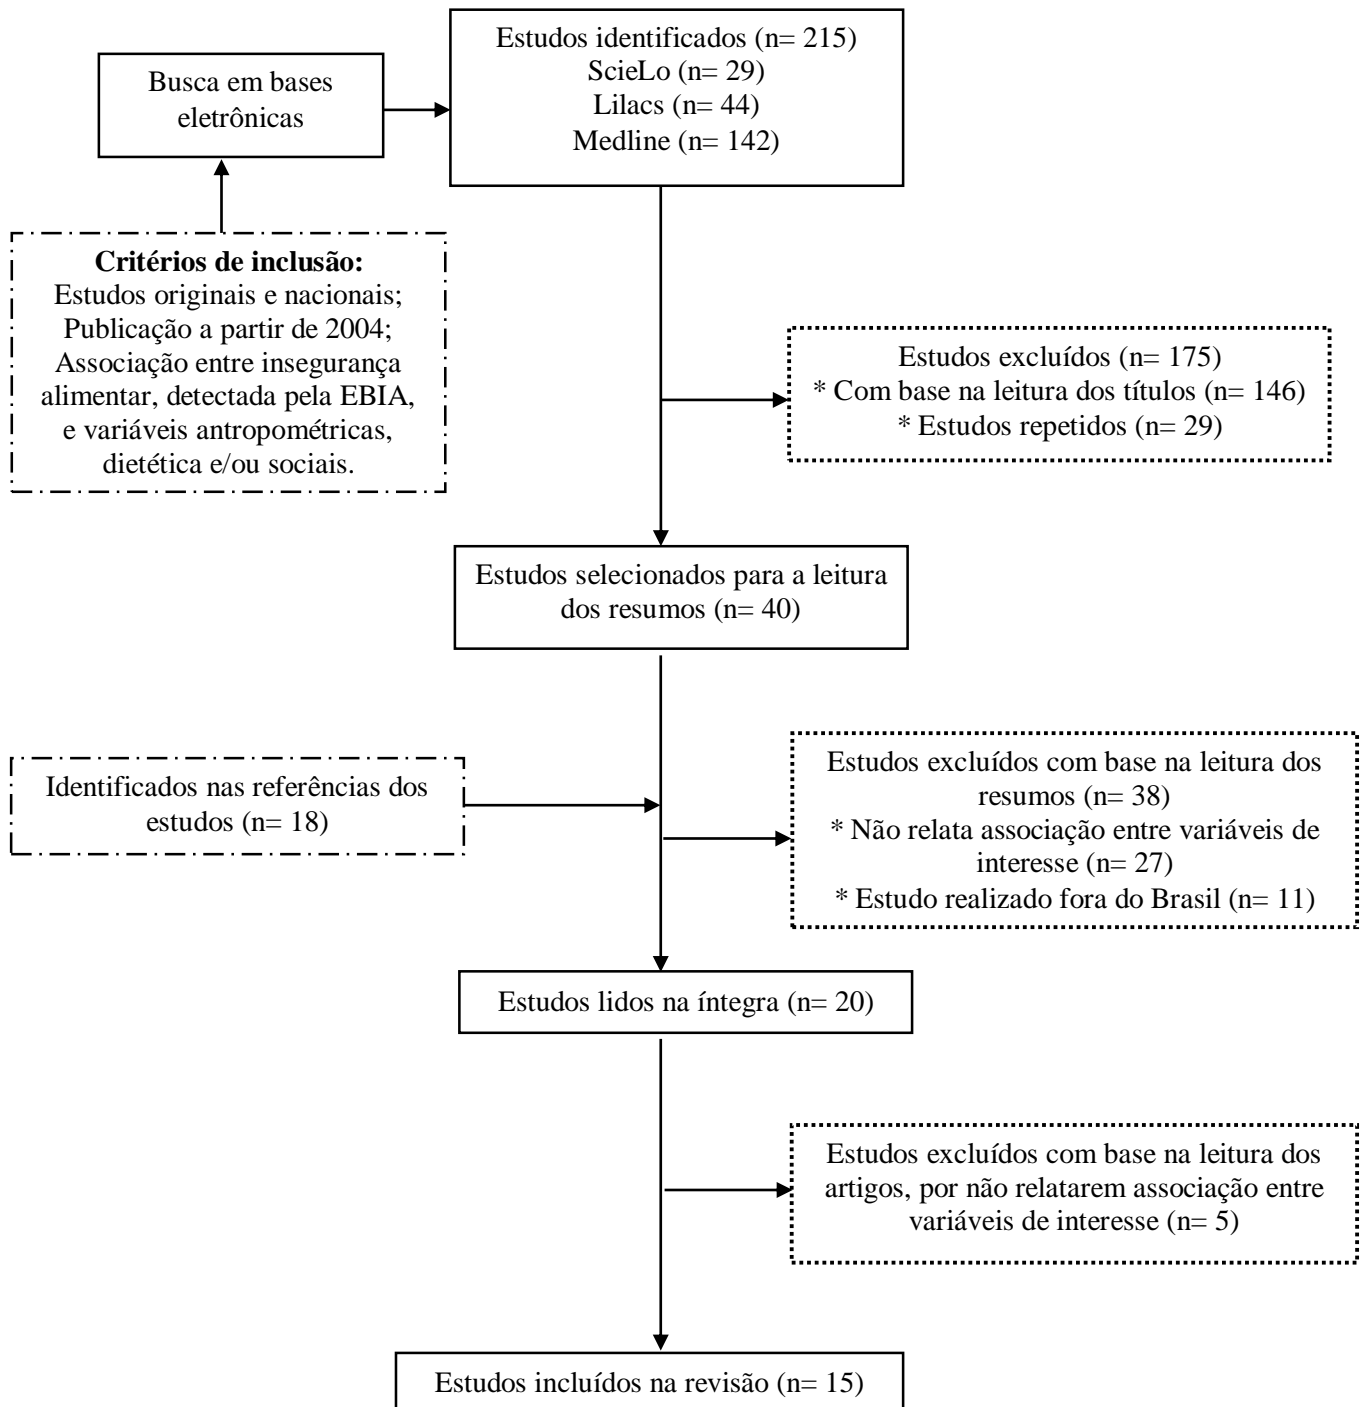 Estudos identificados (n= 215)
ScieLo (n= 29)
Lilacs (n= 44)
Medline (n= 142)
Busca em bases
eletrônicas
Critérios de inclusão:
Estudos originais e nacionais;
Publicação a partir de 2004;
Associação entre insegurança
alimentar, detectada pela EBIA,
e variáveis antropométricas,
dietética e/ou sociais.
Estudos excluídos (n= 175)
* Com base na leitura dos títulos (n= 146)
* Estudos repetidos (n= 29)
Estudos selecionados para a leitura
dos resumos (n= 40)
Identificados nas referências dos
estudos (n= 18)
Estudos excluídos com base na leitura dos
resumos (n= 38)
* Não relata associação entre variáveis de
interesse (n= 27)
* Estudo realizado fora do Brasil (n= 11)
Estudos lidos na íntegra (n= 20)
Estudos excluídos com base na leitura dos
artigos, por não relatarem associação entre
variáveis de interesse (n= 5)
Estudos incluídos na revisão (n= 15)